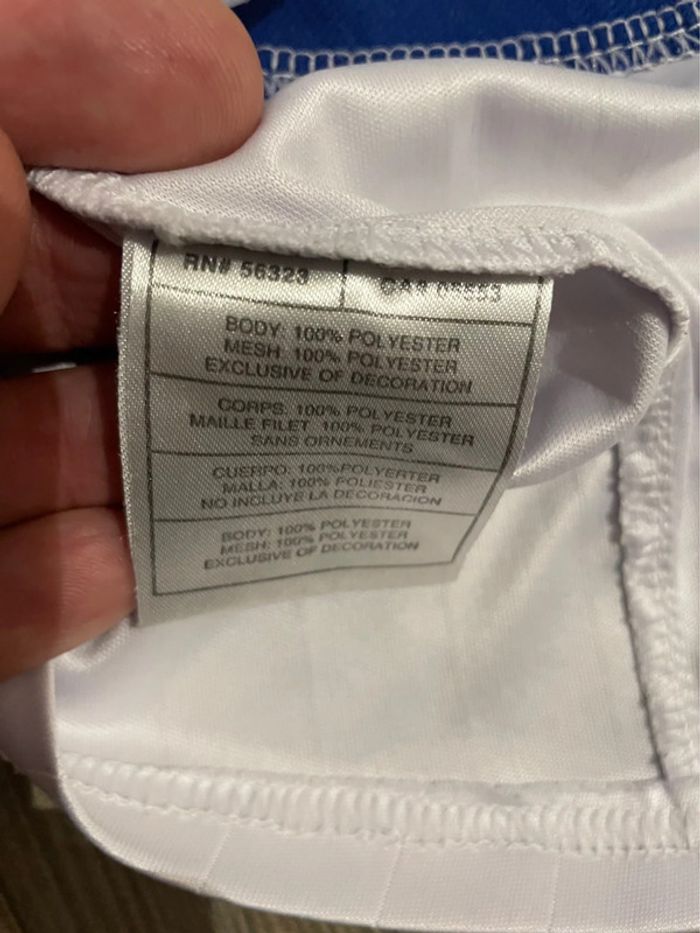 RN# 56323
BODY: 100% POLYESTER
MESH: 100% POLYESTER
EXCLUSIVE OF DECORATION
CORPS: 100% POLYESTER
MAILLE FILET 100% POLYESTER
SANS ORNEMENTS
CUERPO: 100%POLYERTER
MALLA: 100% POLIESTER
NO INCLUYE LA DECORACION
BODY: 100% POLYESTER
MESH: 100% POLYESTER
EXCLUSIVE OF DECORATION